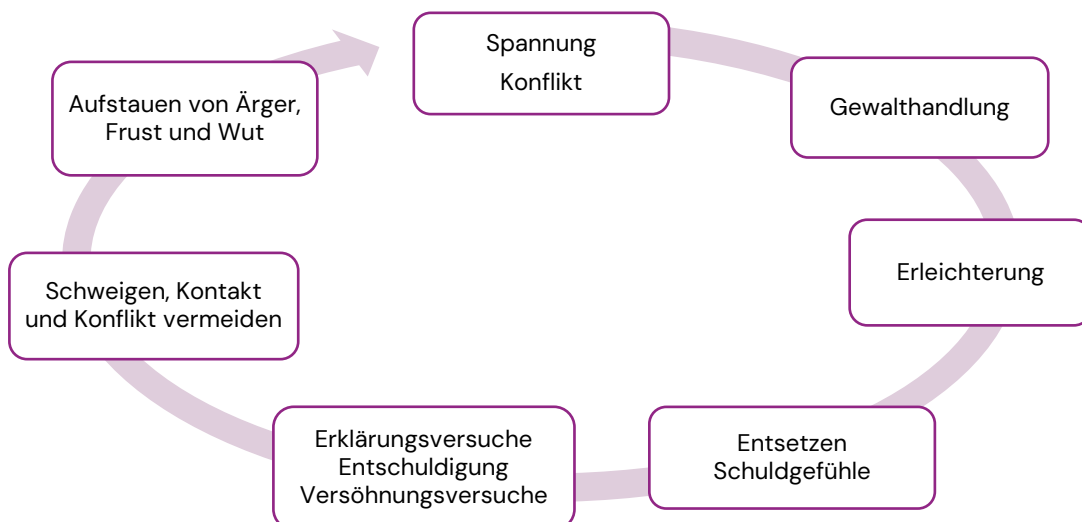 Spannung
Konflikt
Gewalthandlung
Erleichterung
Entsetzen
Schuldgefühle
Erklärungsversuche
Entschuldigung
Versöhnungsversuche
Schweigen, Kontakt
und Konflikt vermeiden
Aufstauen von Ärger,
Frust und Wut